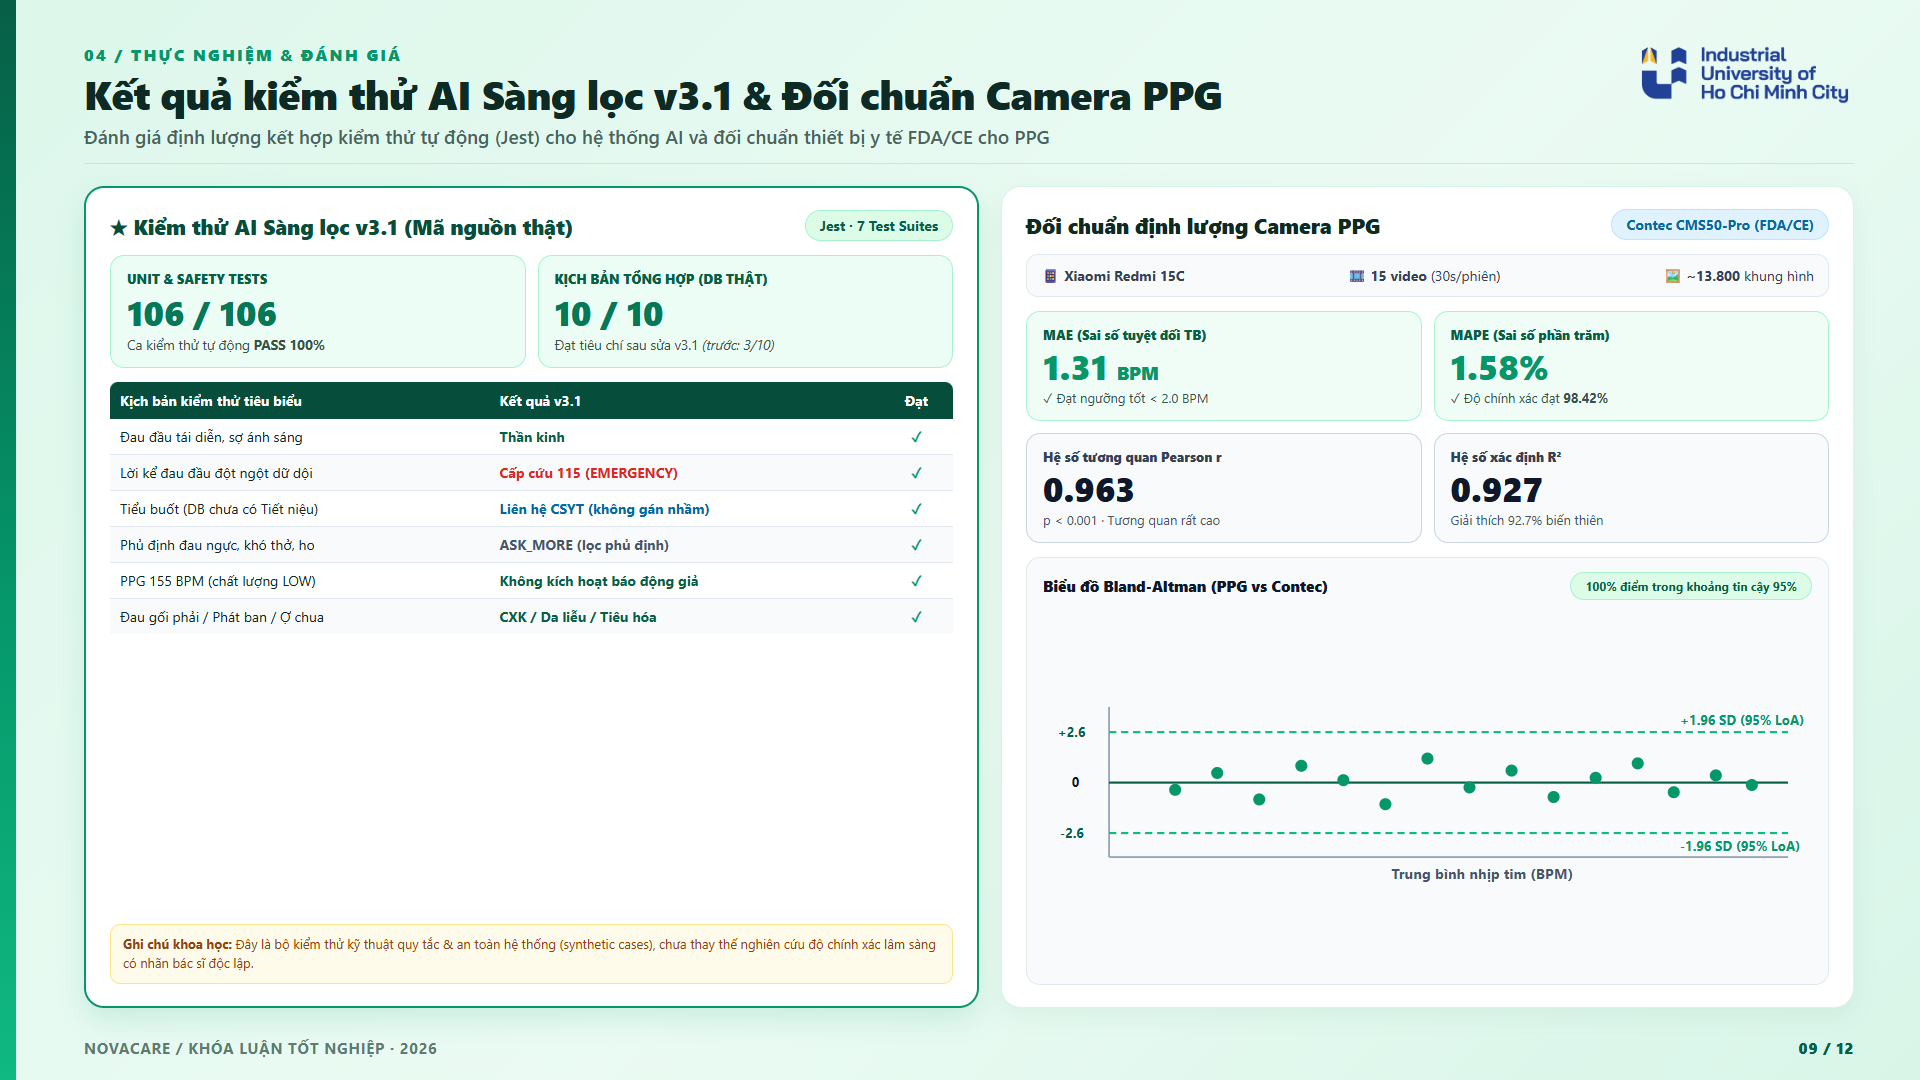 04 / THỰC NGHIỆM & ĐÁNH GIÁ
Kết quả kiểm thử AI Sàng lọc v3.1 & Đối chuẩn Camera PPG
Đánh giá định lượng kết hợp kiểm thử tự động (Jest) cho hệ thống AI và đối chuẩn thiết bị y tế FDA/CE cho PPG
Industrial
University of
Ho Chi Minh City
★ Kiểm thử AI Sàng lọc v3.1 (Mã nguồn thật)
Jest · 7 Test Suites
UNIT & SAFETY TESTS
106 / 106
Ca kiểm thử tự động PASS 100%
KỊCH BẢN TỔNG HỢP (DB THẬT)
10 / 10
Đạt tiêu chí sau sửa v3.1 (trước: 3/10)
Kịch bản kiểm thử tiêu biểu Kết quả v3.1 Đạt
Đau đầu tái diễn, sợ ánh sáng Thần kinh ✓
Lời kể đau đầu đột ngột dữ dội Cấp cứu 115 (EMERGENCY) ✓
Tiểu buốt (DB chưa có Tiết niệu) Liên hệ CSYT (không gán nhầm) ✓
Phủ định đau ngực, khó thở, ho ASK_MORE (lọc phủ định) ✓
PPG 155 BPM (chất lượng LOW) Không kích hoạt báo động giả ✓
Đau gối phải / Phát ban / Ợ chua CXK / Da liễu / Tiêu hóa ✓
Ghi chú khoa học: Đây là bộ kiểm thử kỹ thuật quy tắc & an toàn hệ thống (synthetic cases), chưa thay thế nghiên cứu độ chính xác lâm sàng
có nhãn bác sĩ độc lập.
Đối chuẩn định lượng Camera PPG
Contec CMS50-Pro (FDA/CE)
Xiaomi Redmi 15C
15 video (30s/phiên)
~13.800 khung hình
MAE (Sai số tuyệt đối TB)
1.31 BPM
✓ Đạt ngưỡng tốt < 2.0 BPM
MAPE (Sai số phần trăm)
1.58%
✓ Độ chính xác đạt 98.42%
Hệ số tương quan Pearson r
0.963
p < 0.001 · Tương quan rất cao
Hệ số xác định R²
0.927
Giải thích 92.7% biến thiên
Biểu đồ Bland-Altman (PPG vs Contec)
100% điểm trong khoảng tin cậy 95%
+1.96 SD (95% LoA)
+2.6
0
-2.6
-1.96 SD (95% LoA)
Trung bình nhịp tim (BPM)
NOVACARE / KHÓA LUẬN TỐT NGHIỆP · 2026
09 / 12